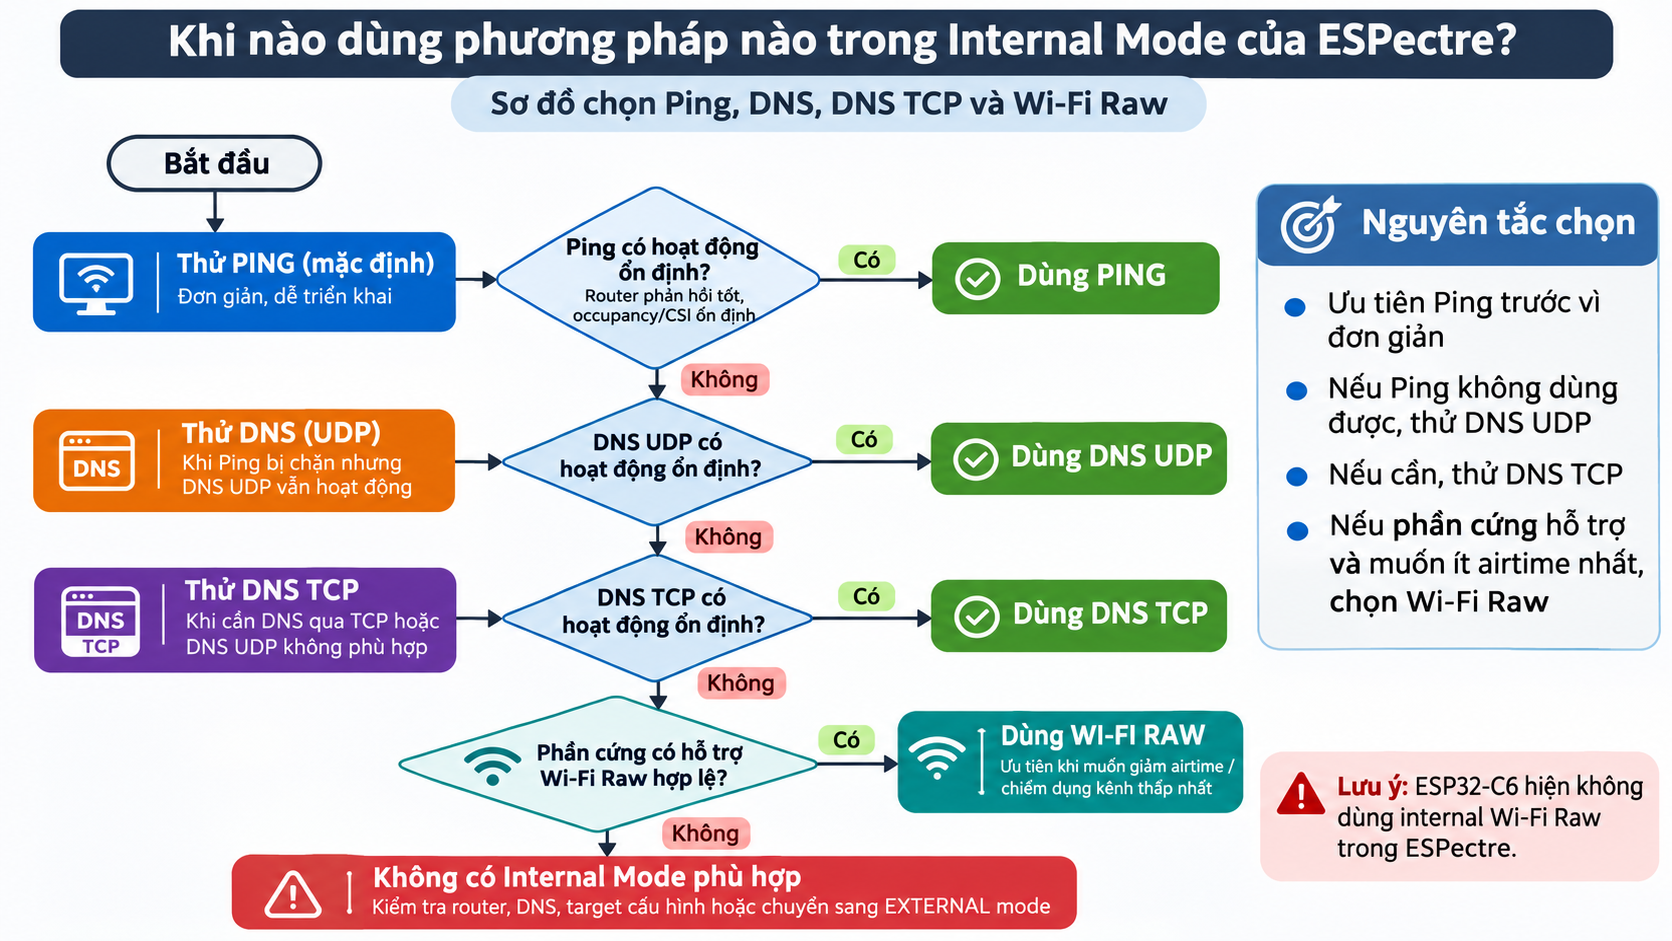 Khi nào dùng phương pháp nào trong Internal Mode của ESPectre?
Sơ đồ chọn Ping, DNS, DNS TCP và Wi-Fi Raw
Bắt đầu
Thử PING (mặc định)
Đơn giản, dễ triển khai
Ping có hoạt động
ổn định?
Router phản hồi tốt,
occupancy/CSI ổn định
Có
Dùng PING
Không
DNS
Thử DNS (UDP)
Khi Ping bị chặn nhưng
DNS UDP vẫn hoạt động
DNS UDP có
hoạt động ổn định?
Có
Dùng DNS UDP
Không
DNS
TCP
Thử DNS TCP
Khi cần DNS qua TCP hoặc
DNS UDP không phù hợp
DNS TCP có
hoạt động ổn định?
Có
Dùng DNS TCP
Không
Phần cứng có hỗ trợ
Wi-Fi Raw hợp lệ?
Có
Dùng WI-FI RAW
Ưu tiên khi muốn giảm airtime /
chiếm dụng kênh thấp nhất
Không
Không có Internal Mode phù hợp
Kiểm tra router, DNS, target cấu hình hoặc chuyển sang EXTERNAL mode
Nguyên tắc chọn
Ưu tiên Ping trước vì
đơn giản
Nếu Ping không dùng
được, thử DNS UDP
Nếu cần, thử DNS TCP
Nếu phần cứng hỗ trợ
và muốn ít airtime nhất,
chọn Wi-Fi Raw
Lưu ý: ESP32-C6 hiện không
dùng internal Wi-Fi Raw
trong ESPectre.